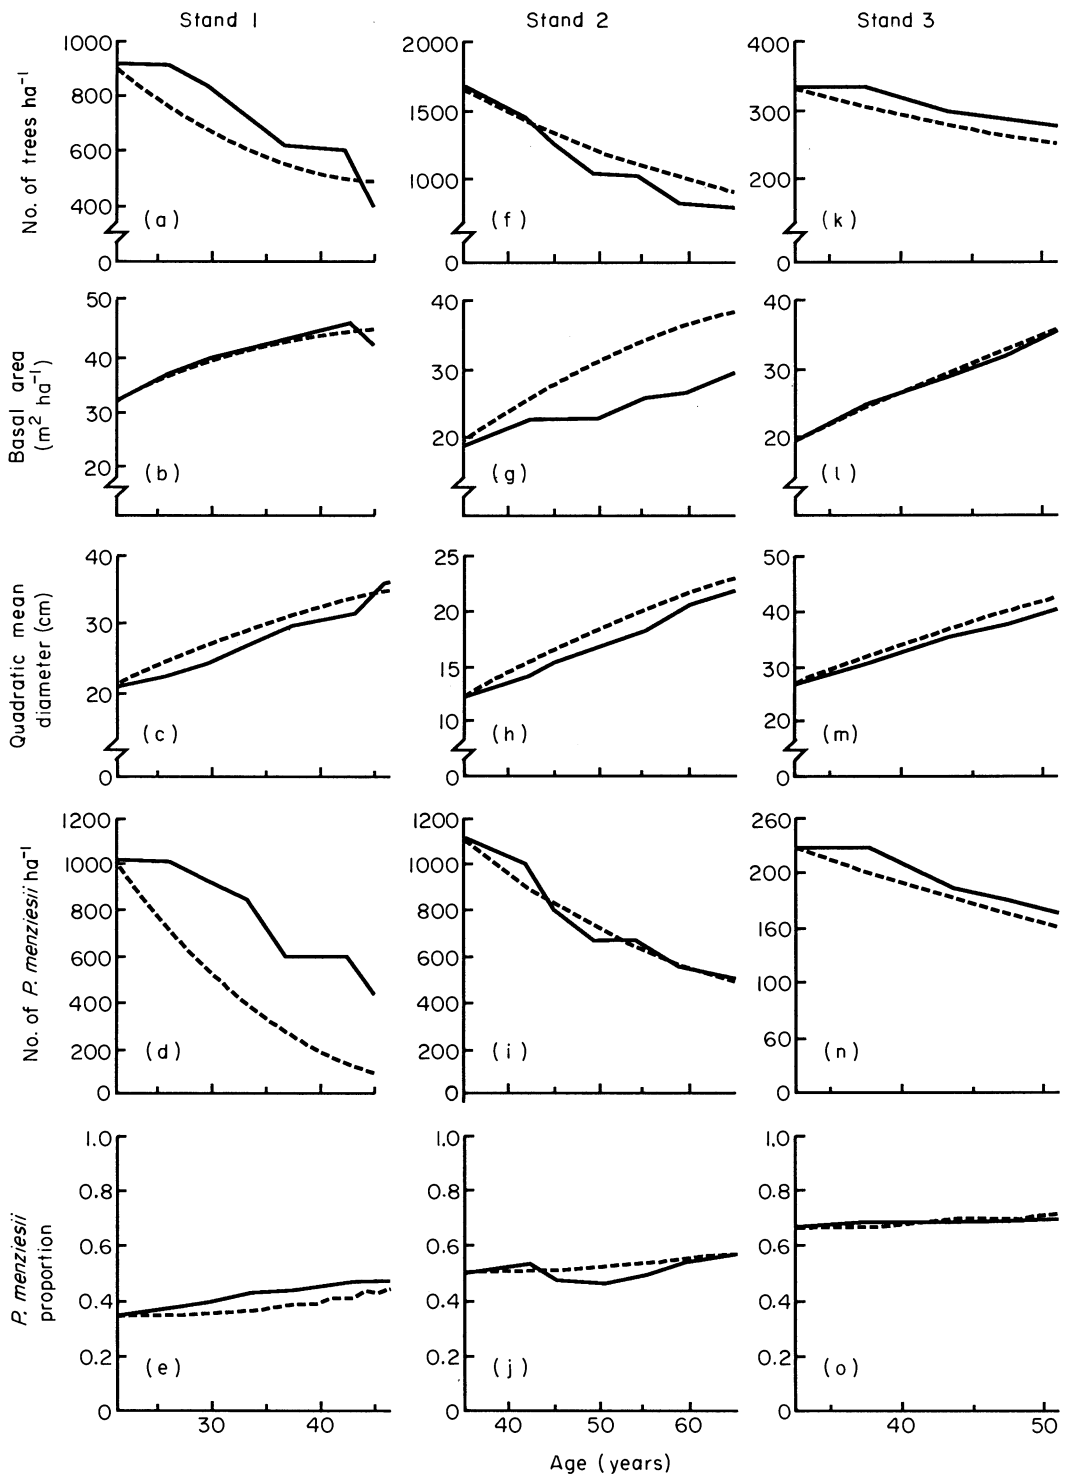 Stand 1 Stand 2 Stand 3
No. of trees ha⁻¹
1000
800
600
400
0
(a)
2000
1500
1000
0
(f)
400
300
200
0
(k)
Basal area
(m² ha⁻¹)
50
40
30
20
(b)
40
30
20
(g)
40
30
20
(l)
Quadratic mean
diameter (cm)
40
30
20
0
(c)
25
20
15
10
0
(h)
50
40
30
20
0
(m)
No. of P. menziesii ha⁻¹
1200
1000
800
600
400
200
0
(d)
1200
1000
800
600
400
200
0
(i)
260
200
160
100
60
0
(n)
P. menziesii
proportion
1.0
0.8
0.6
0.4
0.2
0
(e)
1.0
0.8
0.6
0.4
0.2
0
(j)
1.0
0.8
0.6
0.4
0.2
0
(o)
30 40 40 50 60 40 50
Age (years)